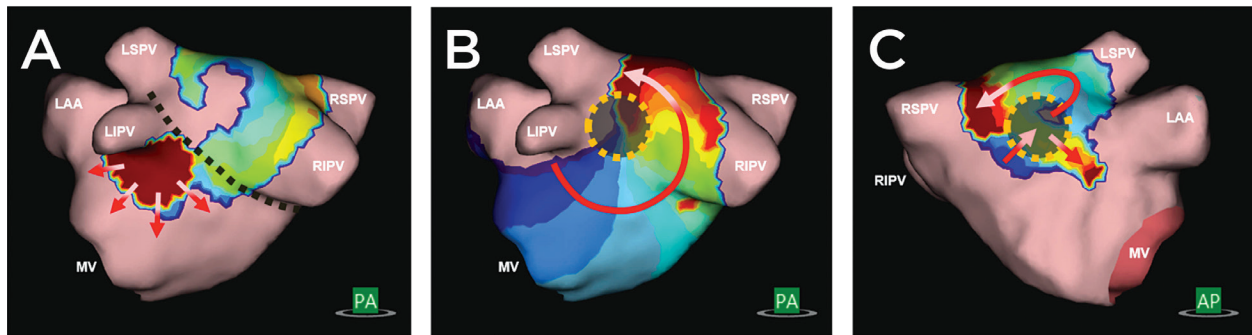 A
LSPV
LAA
LIPV
RSPV
RIPV
MV
PA
B
LSPV
LAA
LIPV
RSPV
RIPV
MV
PA
C
LSPV
RSPV
LAA
RIPV
MV
AP